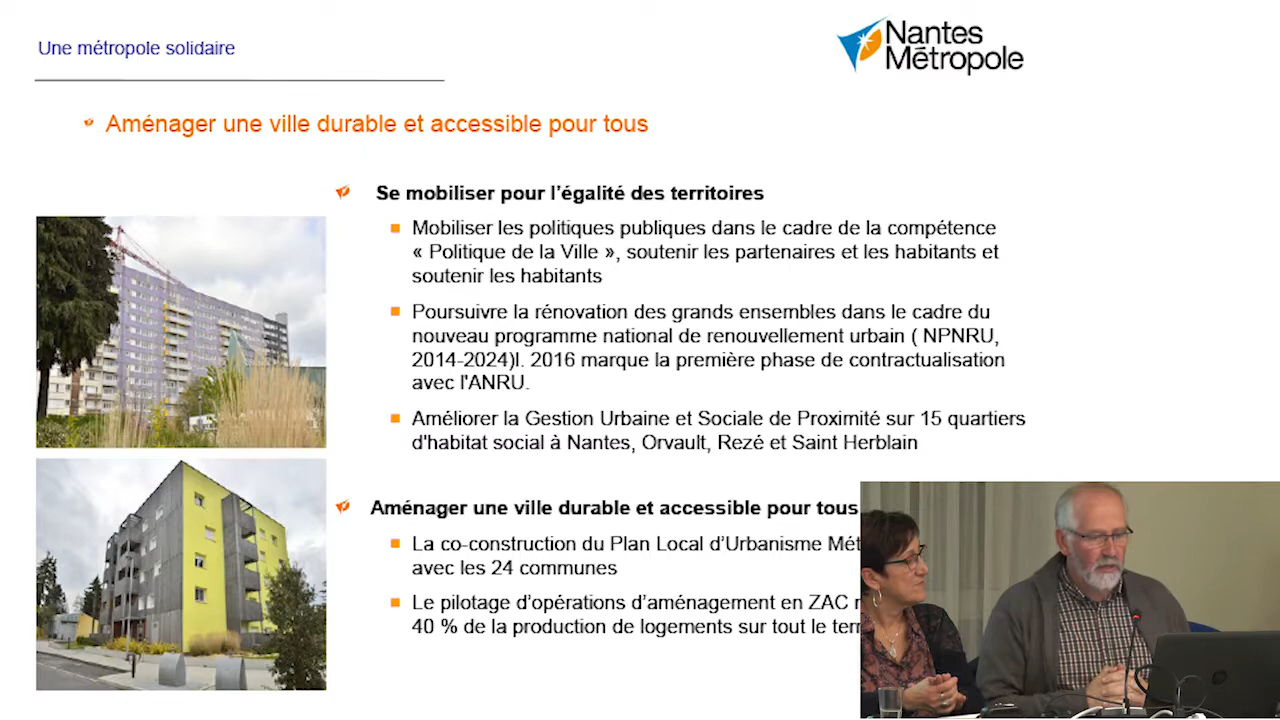 Une métropole solidaire
Nantes
Métropole
Aménager une ville durable et accessible pour tous
Se mobiliser pour l'égalité des territoires
Mobiliser les politiques publiques dans le cadre de la compétence
« Politique de la Ville », soutenir les partenaires et les habitants et
soutenir les habitants
Poursuivre la rénovation des grands ensembles dans le cadre du
nouveau programme national de renouvellement urbain ( NPNRU,
2014-2024)l. 2016 marque la première phase de contractualisation
avec l'ANRU.
Améliorer la Gestion Urbaine et Sociale de Proximité sur 15 quartiers
d'habitat social à Nantes, Orvault, Rezé et Saint Herblain
Aménager une ville durable et accessible pour tous
La co-construction du Plan Local d'Urbanisme
avec les 24 communes
Le pilotage d'opérations d'aménagement en ZAC
40 % de la production de logements sur tout le